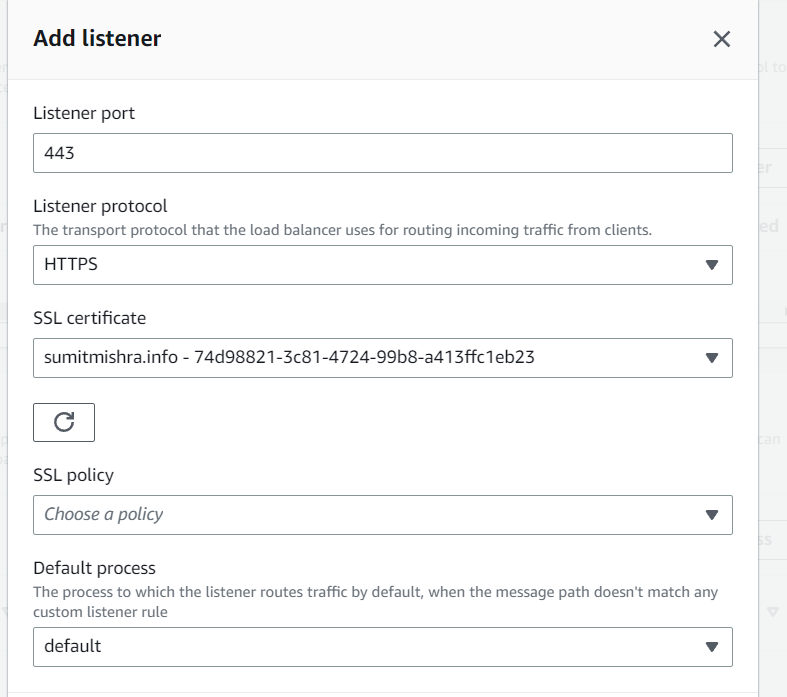 Add listener
Listener port
443
Listener protocol
The transport protocol that the load balancer uses for routing incoming traffic from clients.
HTTPS
SSL certificate
sumitmishra.info - 74d98821-3c81-4724-99b8-a413ffc1eb23
SSL policy
Choose a policy
Default process
The process to which the listener routes traffic by default, when the message path doesn't match any
custom listener rule
default